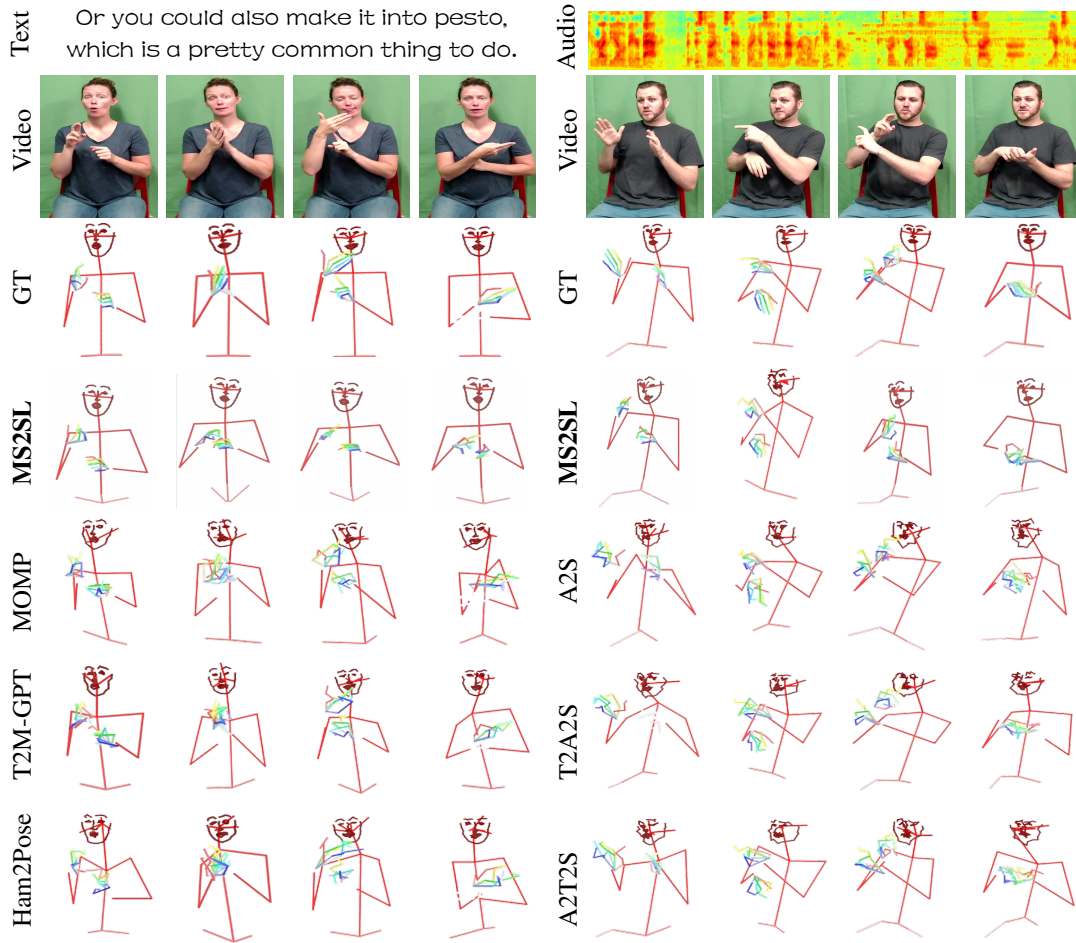 Text
Or you could also make it into pesto,
which is a pretty common thing to do.
Audio
Video
Video
GT
GT
MS2SL
MS2SL
MOMP
A2S
T2M-GPT
T2A2S
Ham2Pose
A2T2S